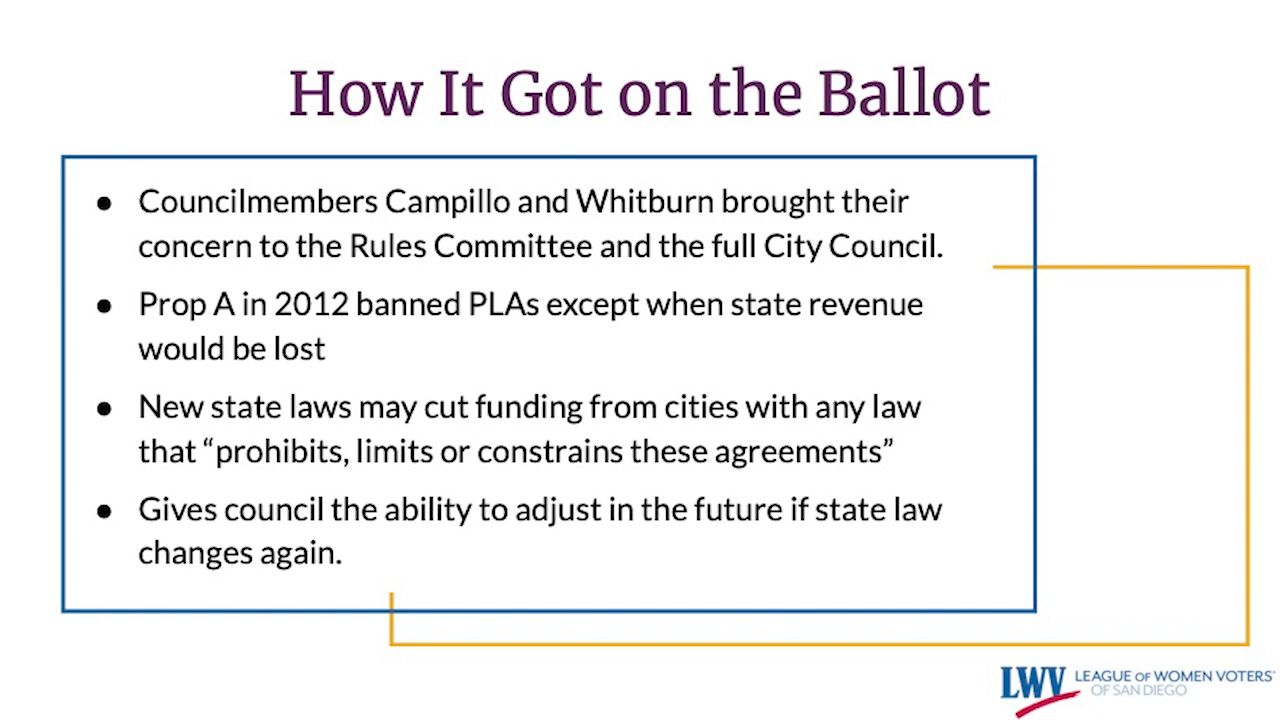 How It Got on the Ballot
● Councilmembers Campillo and Whitburn brought their
concern to the Rules Committee and the full City Council.
● Prop A in 2012 banned PLAs except when state revenue
would be lost
● New state laws may cut funding from cities with any law
that “prohibits, limits or constrains these agreements”
● Gives council the ability to adjust in the future if state law
changes again.
LWV LEAGUE OF WOMEN VOTERS®
OF SAN DIEGO